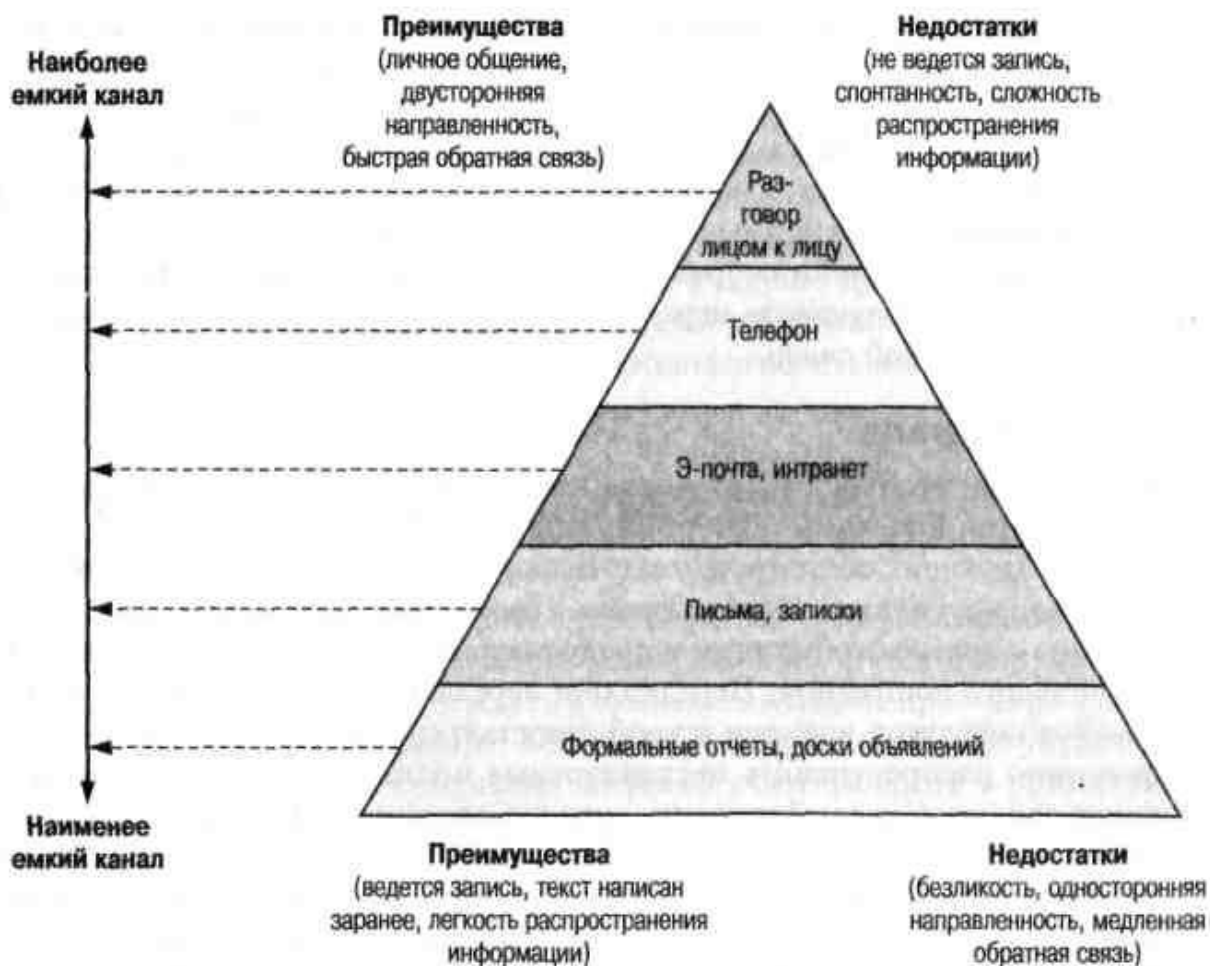 Преимущества
(личное общение,
двусторонняя
направленность,
быстрая обратная связь)
Недостатки
(не ведется запись,
спонтанность, сложность
распространения
информации)
Наиболее
емкий канал
Раз-
говор
лицом к лицу
Телефон
Э-почта, интранет
Письма, записки
Формальные отчеты, доски объявлений
Наименее
емкий канал
Преимущества
(ведется запись, текст написан
заранее, легкость распространения
информации)
Недостатки
(безликость, односторонняя
направленность, медленная
обратная связь)